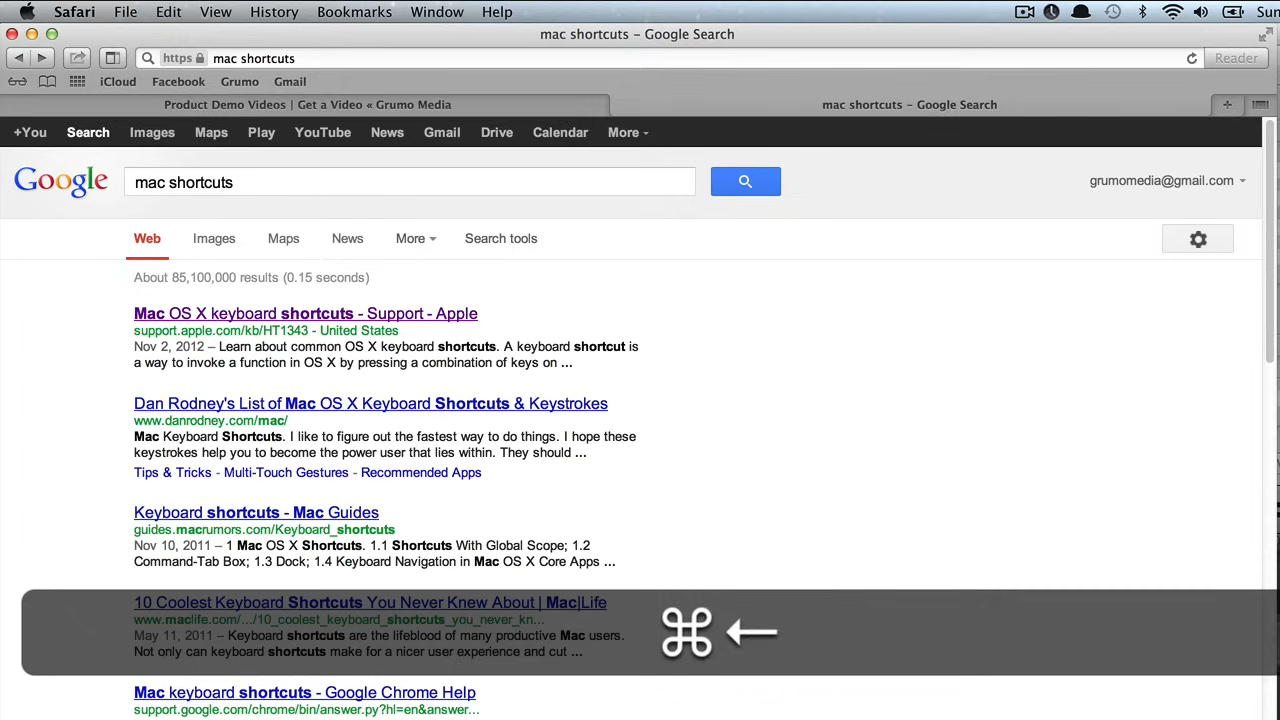 Safari File Edit View History Bookmarks Window Help Sun
mac shortcuts – Google Search
https mac shortcuts Reader
iCloud Facebook Grumo Gmail
Product Demo Videos | Get a Video « Grumo Media mac shortcuts – Google Search +
+You Search Images Maps Play YouTube News Gmail Drive Calendar More
Google mac shortcuts grumomedia@gmail.com
Web Images Maps News More Search tools
About 85,100,000 results (0.15 seconds)
Mac OS X keyboard shortcuts - Support - Apple
support.apple.com/kb/HT1343 - United States
Nov 2, 2012 – Learn about common OS X keyboard shortcuts. A keyboard shortcut is
a way to invoke a function in OS X by pressing a combination of keys on ...
Dan Rodney's List of Mac OS X Keyboard Shortcuts & Keystrokes
www.danrodney.com/mac/
Mac Keyboard Shortcuts. I like to figure out the fastest way to do things. I hope these
keystrokes help you to become the power user that lies within. They should ...
Tips & Tricks - Multi-Touch Gestures - Recommended Apps
Keyboard shortcuts - Mac Guides
guides.macrumors.com/Keyboard_shortcuts
Nov 10, 2011 – 1 Mac OS X Shortcuts. 1.1 Shortcuts With Global Scope; 1.2
Command-Tab Box; 1.3 Dock; 1.4 Keyboard Navigation in Mac OS X Core Apps ...
10 Coolest Keyboard Shortcuts You Never Knew About | Mac|Life
www.maclife.com/.../10_coolest_keyboard_shortcuts_you_never_kn...
May 11, 2011 – Keyboard shortcuts are the lifeblood of many productive Mac users.
Not only can keyboard shortcuts make for a nicer user experience and cut ...
⌘←
Mac keyboard shortcuts - Google Chrome Help
support.google.com/chrome/bin/answer.py?hl=en&answer...